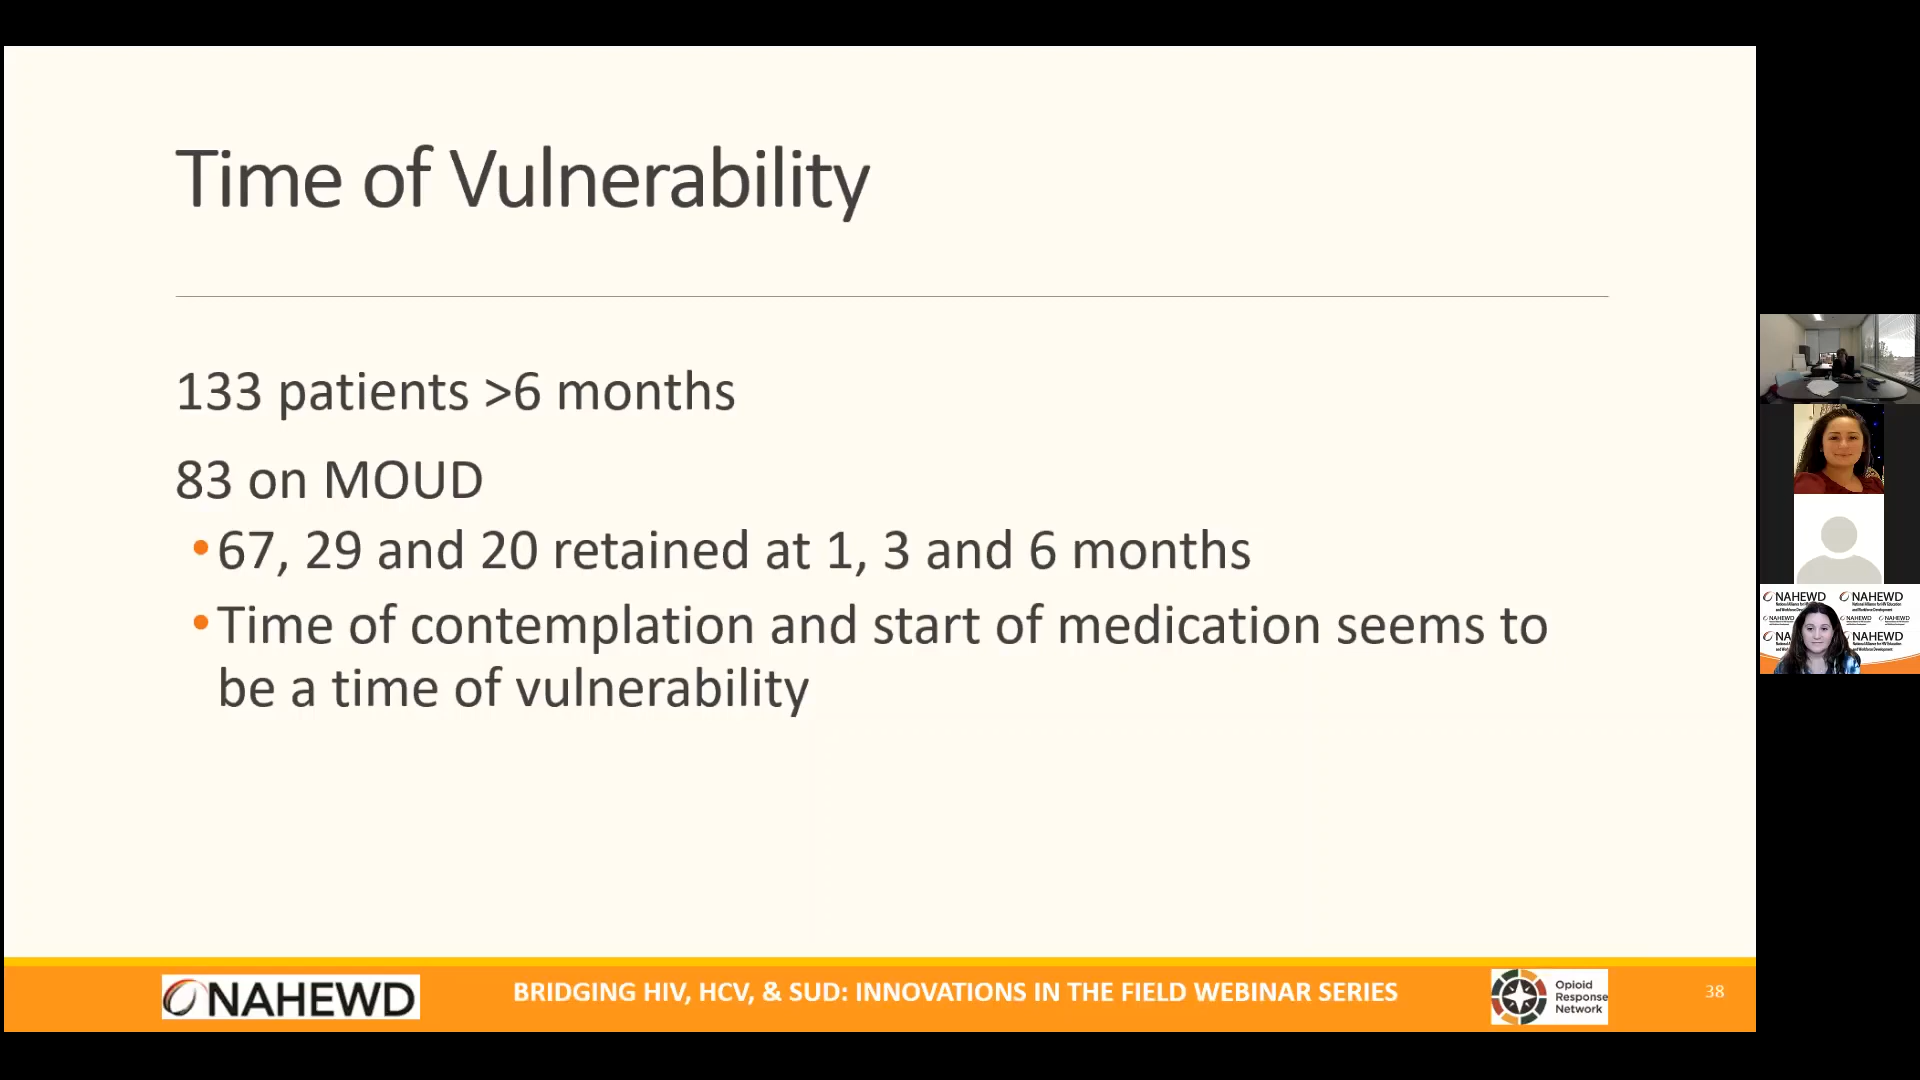 Time of Vulnerability
133 patients >6 months
83 on MOUD
•67, 29 and 20 retained at 1, 3 and 6 months
•Time of contemplation and start of medication seems to
be a time of vulnerability
NAHEWD
BRIDGING HIV, HCV, & SUD: INNOVATIONS IN THE FIELD WEBINAR SERIES
Opioid
Response
Network
38
NAHEWD
NAHEWD
NAHEWD